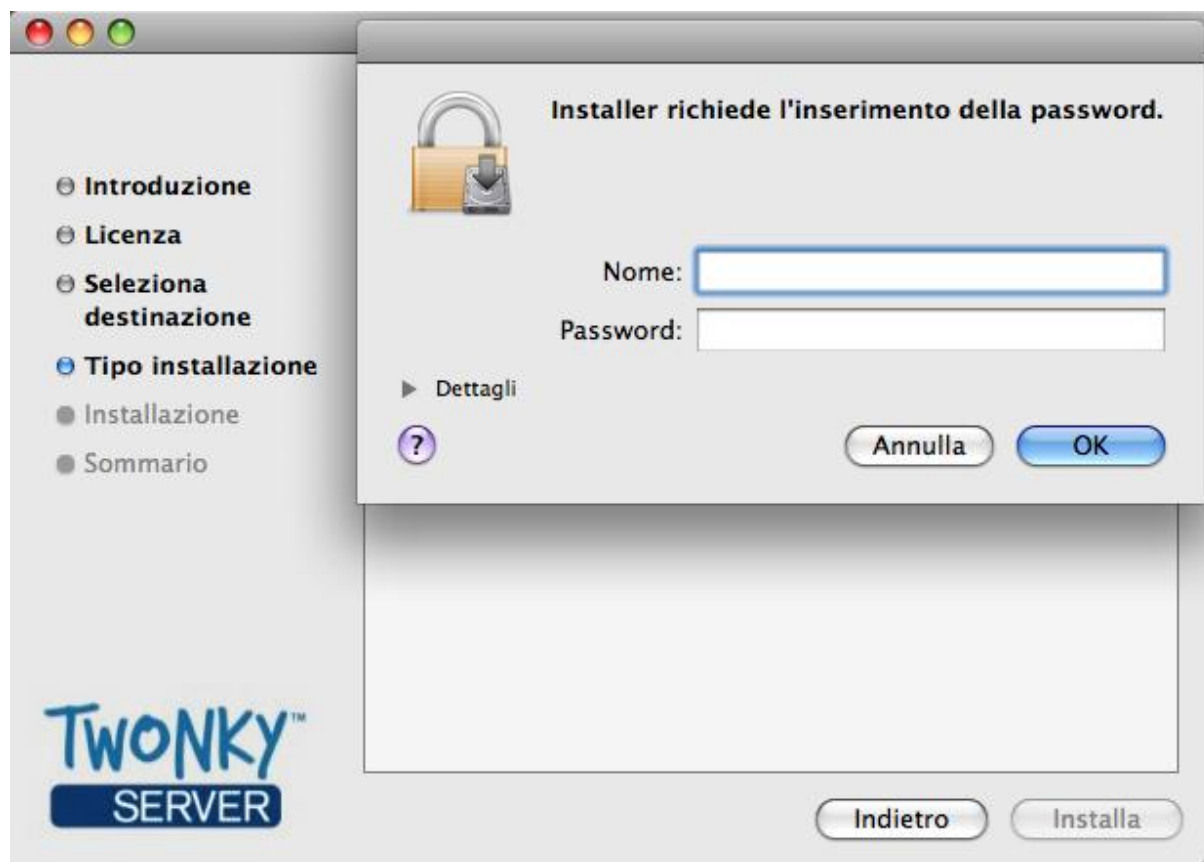 Installer richiede l'inserimento della password.
Introduzione
Licenza
Seleziona
destinazione
Tipo installazione
Installazione
Sommario
Nome:
Password:
Dettagli
?
Annulla
OK
TWONKY™
SERVER
Indietro
Installa